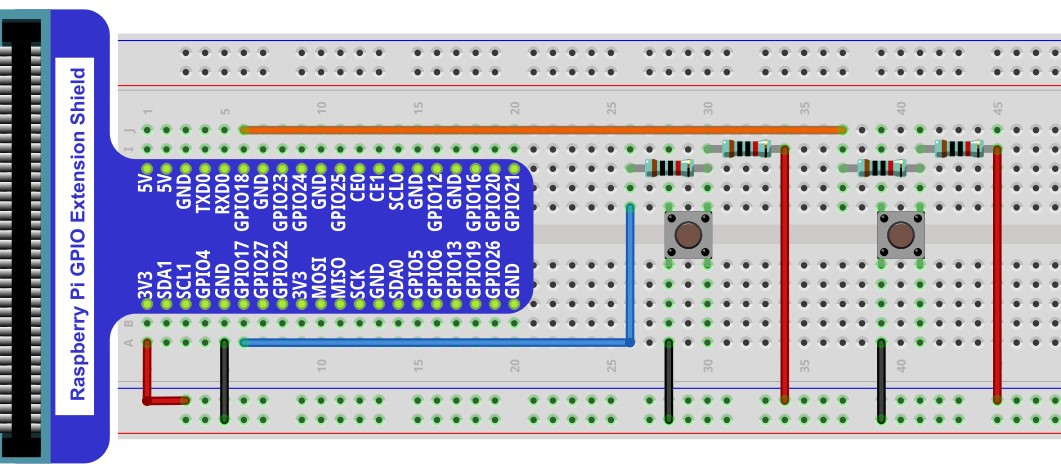 Raspberry Pi GPIO Extension Shield
1 5 10 15 20 25 30 35 40 45
J
I
5V 5V GND TXD0 RXD0 GPIO18 GND GPIO23 GPIO24 GND GPIO25 CE0 CE1 SCL0 GPIO12 GND GPIO16 GPIO20 GPIO21
3V3 SDA1 SCL1 GPIO4 GND GPIO17 GPIO27 GPIO22 3V3 MOSI MISO SCK GND SDA0 GPIO5 GPIO6 GPIO13 GPIO19 GPIO26 GND
B
A
10 15 20 25 30 35 40